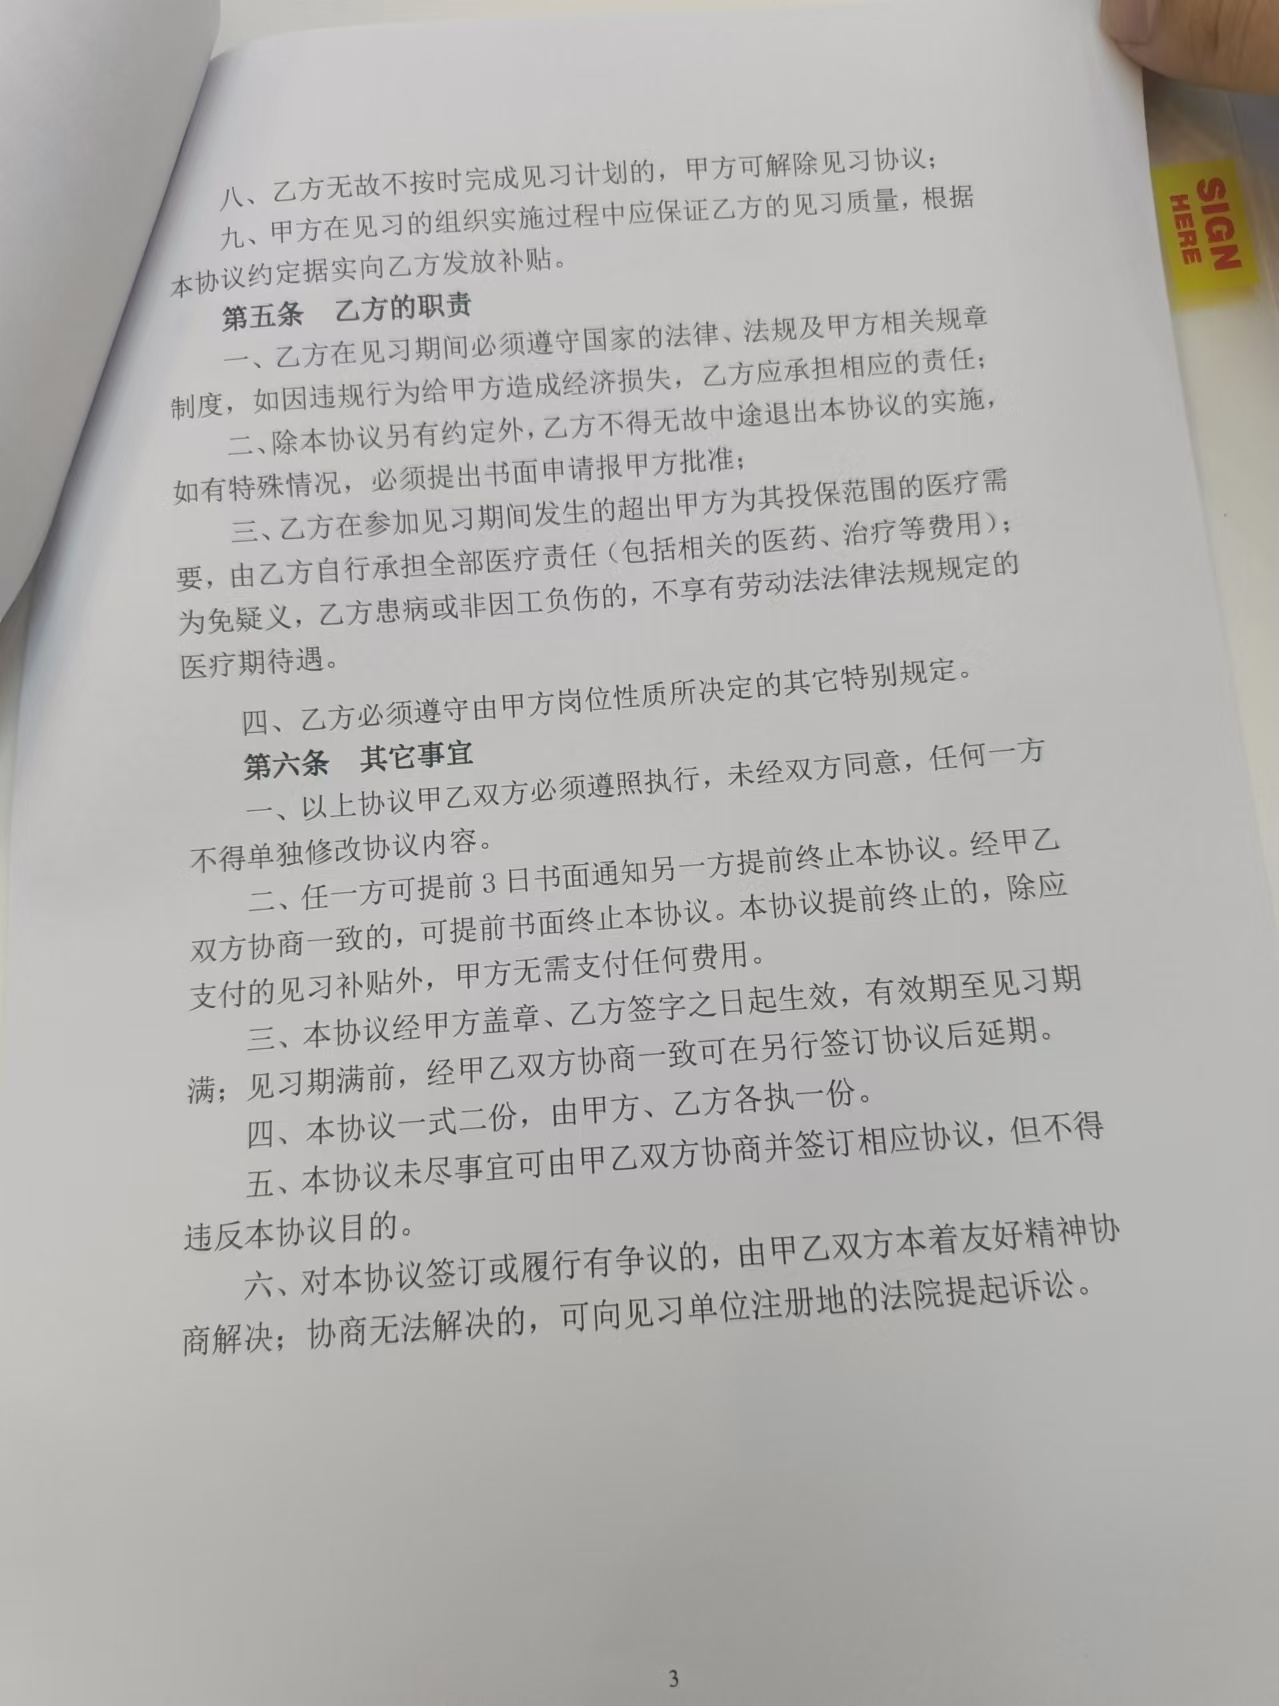 八、乙方无故不按时完成见习计划的，甲方可解除见习协议；
九、甲方在见习的组织实施过程中应保证乙方的见习质量，根据
本协议约定据实向乙方发放补贴。
第五条　乙方的职责
一、乙方在见习期间必须遵守国家的法律、法规及甲方相关规章
制度，如因违规行为给甲方造成经济损失，乙方应承担相应的责任；
二、除本协议另有约定外，乙方不得无故中途退出本协议的实施，
如有特殊情况，必须提出书面申请报甲方批准；
三、乙方在参加见习期间发生的超出甲方为其投保范围的医疗需
要，由乙方自行承担全部医疗责任（包括相关的医药、治疗等费用）；
为免疑义，乙方患病或非因工负伤的，不享有劳动法法律法规规定的
医疗期待遇。
四、乙方必须遵守由甲方岗位性质所决定的其它特别规定。
第六条　其它事宜
一、以上协议甲乙双方必须遵照执行，未经双方同意，任何一方
不得单独修改协议内容。
二、任一方可提前 3 日书面通知另一方提前终止本协议。经甲乙
双方协商一致的，可提前书面终止本协议。本协议提前终止的，除应
支付的见习补贴外，甲方无需支付任何费用。
三、本协议经甲方盖章、乙方签字之日起生效，有效期至见习期
满；见习期满前，经甲乙双方协商一致可在另行签订协议后延期。
四、本协议一式二份，由甲方、乙方各执一份。
五、本协议未尽事宜可由甲乙双方协商并签订相应协议，但不得
违反本协议目的。
六、对本协议签订或履行有争议的，由甲乙双方本着友好精神协
商解决；协商无法解决的，可向见习单位注册地的法院提起诉讼。
3
SIGN
HERE